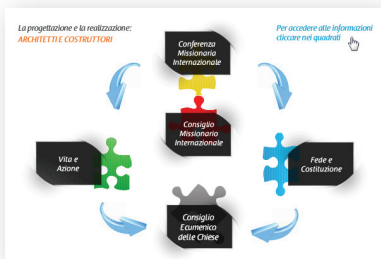 La progettazione e la realizzazione:
ARCHITETTI E COSTRUTTORI
Per accedere alle informazioni
cliccare nei quadrati
Conferenza
Missionaria
Internazionale
Consiglio
Missionario
Internazionale
Vita e
Azione
Fede e
Costituzione
Consiglio
Ecumenico
delle Chiese